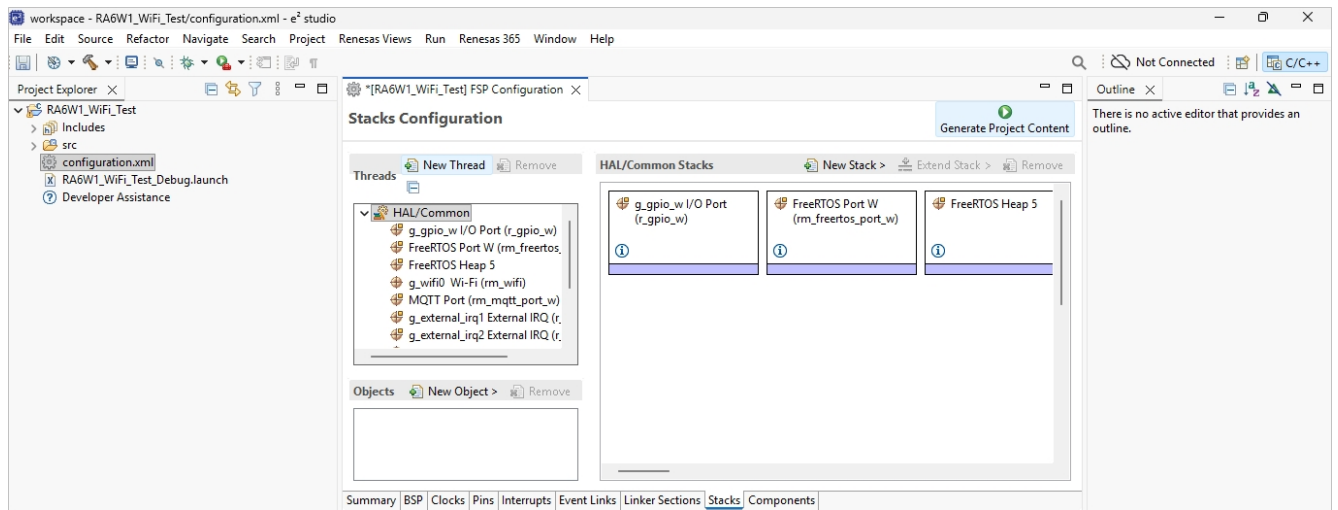 workspace - RA6W1_WiFi_Test/configuration.xml - e² studio
File Edit Source Refactor Navigate Search Project Renesas Views Run Renesas 365 Window Help
Not Connected C/C++
Project Explorer
RA6W1_WiFi_Test
Includes
src
configuration.xml
RA6W1_WiFi_Test_Debug.launch
Developer Assistance
*[RA6W1_WiFi_Test] FSP Configuration
Stacks Configuration
Generate Project Content
Threads New Thread Remove
HAL/Common
g_gpio_w I/O Port (r_gpio_w)
FreeRTOS Port W (rm_freertos_
FreeRTOS Heap 5
g_wifi0 Wi-Fi (rm_wifi)
MQTT Port (rm_mqtt_port_w)
g_external_irq1 External IRQ (r_
g_external_irq2 External IRQ (r_
Objects New Object > Remove
HAL/Common Stacks New Stack > Extend Stack > Remove
g_gpio_w I/O Port
(r_gpio_w)
FreeRTOS Port W
(rm_freertos_port_w)
FreeRTOS Heap 5
Summary BSP Clocks Pins Interrupts Event Links Linker Sections Stacks Components
Outline
There is no active editor that provides an
outline.